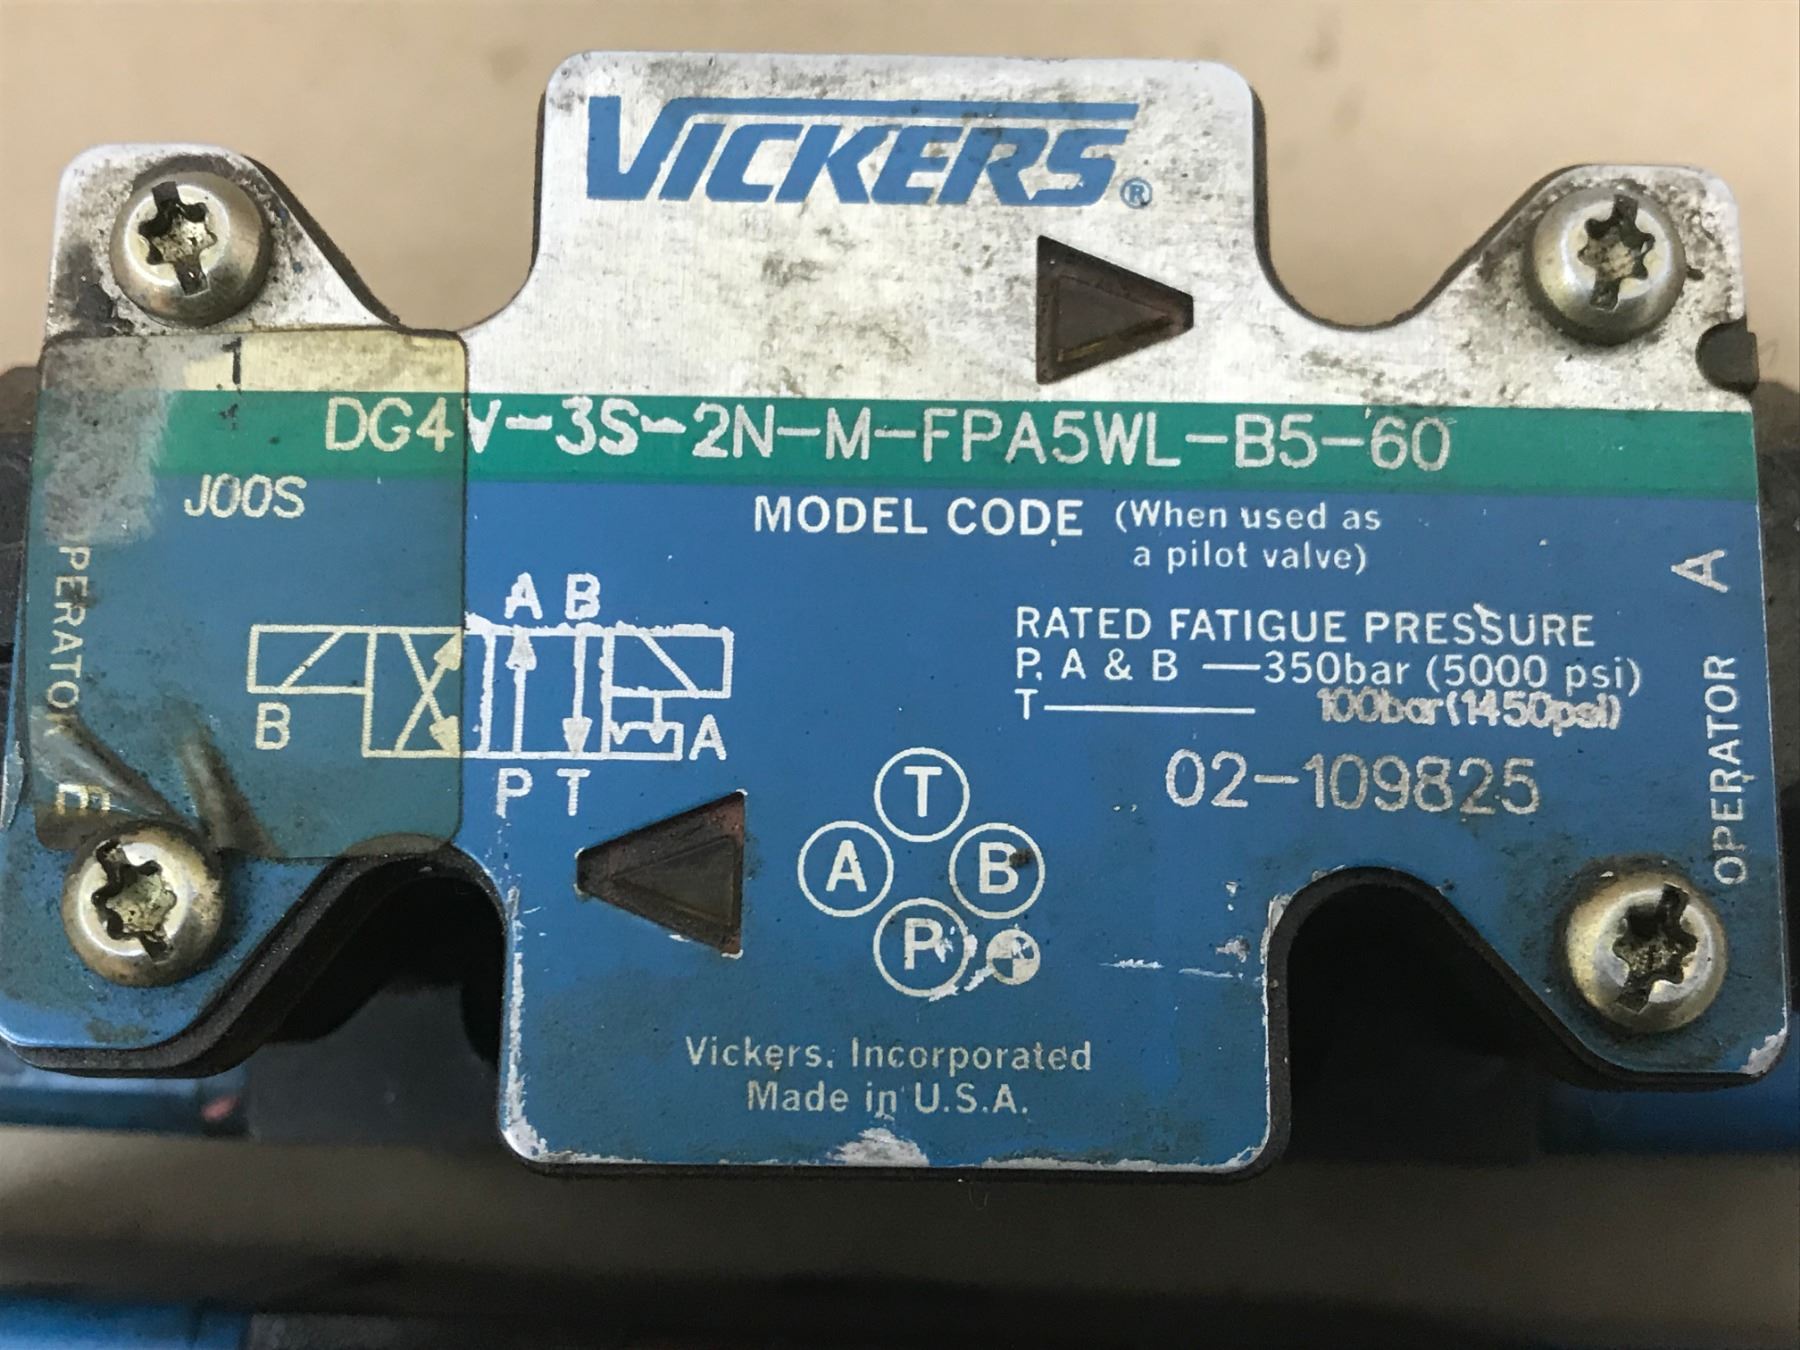 VICKERS®
1
DG4V-3S-2N-M-FPA5WL-B5-60
J00S
MODEL CODE (When used as
a pilot valve)
A B
B
A
P T
RATED FATIGUE PRESSURE
P, A & B —350bar (5000 psi)
T— 100bar(1450psi)
02-109825
T
A B
P
OPERATOR A
Vickers, Incorporated
Made in U.S.A.